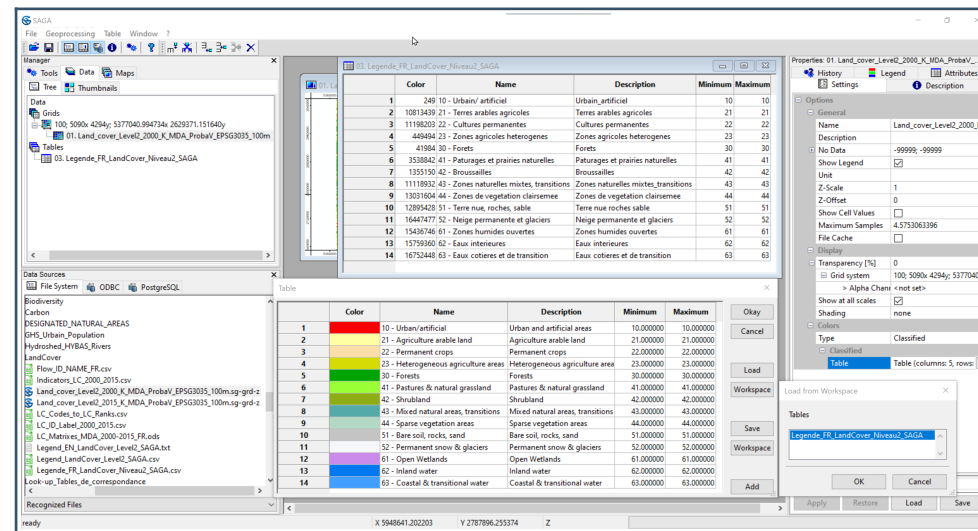 SAGA
File Geoprocessing Table Window ?
Manager
Tools Data Maps
Tree Thumbnails
Data
Grids
100; 5090x 4294y; 5377040.994734x 2629371.151640y
01. Land_cover_Level2_2000_K_MDA_ProbaV_EPSG3035_100m
Tables
03. Legende_FR_LandCover_Niveau2_SAGA
Data Sources
File System ODBC PostgreSQL
Biodiversity
Carbon
DESIGNATED_NATURAL_AREAS
GHS_Urbain_Population
Hydroshed_HYBAS_Rivers
LandCover
Flow_ID_NAME_FR.csv
Indicators_LC_2000_2015.csv
Land_cover_Level2_2000_K_MDA_ProbaV_EPSG3035_100m.sg-grd-z
Land_cover_Level2_2015_K_MDA_ProbaV_EPSG3035_100m.sg-grd-z
LC_Codes_to_LC_Ranks.csv
LC_ID_Label_2000_2015.csv
LC_Matrixes_MDA_2000-2015_FR.ods
Legend_EN_LandCover_Level2_SAGA.txt
Legend_LandCover_Level2_SAGA.csv
Legende_FR_LandCover_Niveau2_SAGA.csv
Look-up_Tables_de_correspondance
Recognized Files
ready
01. La
03. Legende_FR_LandCover_Niveau2_SAGA
Color Name Description Minimum Maximum
1 249 10 - Urbain/ artificiel Urbain_artificiel 10 10
2 10813439 21 - Terres arables agricoles Terres arables agricoles 21 21
3 11198203 22 - Cultures permanentes Cultures permanentes 22 22
4 449494 23 - Zones agricoles heterogenes Zones agricoles heterogenes 23 23
5 41984 30 - Forets Forets 30 30
6 3538842 41 - Paturages et prairies naturelles Paturages et prairies naturelles 41 41
7 1355150 42 - Broussailles Broussailles 42 42
8 11118932 43 - Zones naturelles mixtes, transitions Zones naturelles mixtes_transitions 43 43
9 13031604 44 - Zones de vegetation clairsemee Zones de vegetation clairsemee 44 44
10 12895428 51 - Terre nue, roches, sable Terre nue roches sable 51 51
11 16447477 52 - Neige permanente et glaciers Neige permanente et glaciers 52 52
12 15436746 61 - Zones humides ouvertes Zones humides ouvertes 61 61
13 15759360 62 - Eaux interieures Eaux interieures 62 62
14 16752448 63 - Eaux cotieres et de transition Eaux cotieres et de transition 63 63
Table
Color Name Description Minimum Maximum
1 10 - Urban/artificial Urban and artificial areas 10.000000 10.000000
2 21 - Agriculture arable land Agriculture arable land 21.000000 21.000000
3 22 - Permanent crops Permanent crops 22.000000 22.000000
4 23 - Heterogeneous agriculture areas Heterogeneous agriculture area 23.000000 23.000000
5 30 - Forests Forests 30.000000 30.000000
6 41 - Pastures & natural grassland Pastures & natural grassland 41.000000 41.000000
7 42 - Shrubland Shrubland 42.000000 42.000000
8 43 - Mixed natural areas, transitions Mixed natural areas, transitions 43.000000 43.000000
9 44 - Sparse vegetation areas Sparse vegetation areas 44.000000 44.000000
10 51 - Bare soil, rocks, sand Bare soil, rocks, sand 51.000000 51.000000
11 52 - Permanent snow & glaciers Permanent snow & glaciers 52.000000 52.000000
12 61 - Open Wetlands Open Wetlands 61.000000 61.000000
13 62 - Inland water Inland water 62.000000 62.000000
14 63 - Coastal & transitional water Coastal & transitional water 63.000000 63.000000
Okay
Cancel
Load
Workspace
Save
Workspace
Add
X 5948641.202203 Y 2787896.255374 Z
Properties: 01. Land_cover_Level2_2000_K_MDA_ProbaV_...
History Legend Attributes
Settings Description
Options
General
Name Land_cover_Level2_2000_
Description
No Data -99999; -99999
Show Legend
Unit
Z-Scale 1
Z-Offset 0
Show Cell Values
Maximum Samples 4.5753063396
File Cache
Display
Transparency [%] 0
Grid system 100; 5090x 4294y; 5377040
> Alpha Chann <not set>
Show at all scales
Shading none
Colors
Type Classified
Classified
Table Table (columns: 5, rows:
Load from Workspace
Tables
Legende_FR_LandCover_Niveau2_SAGA
OK Cancel
Apply Restore Load Save